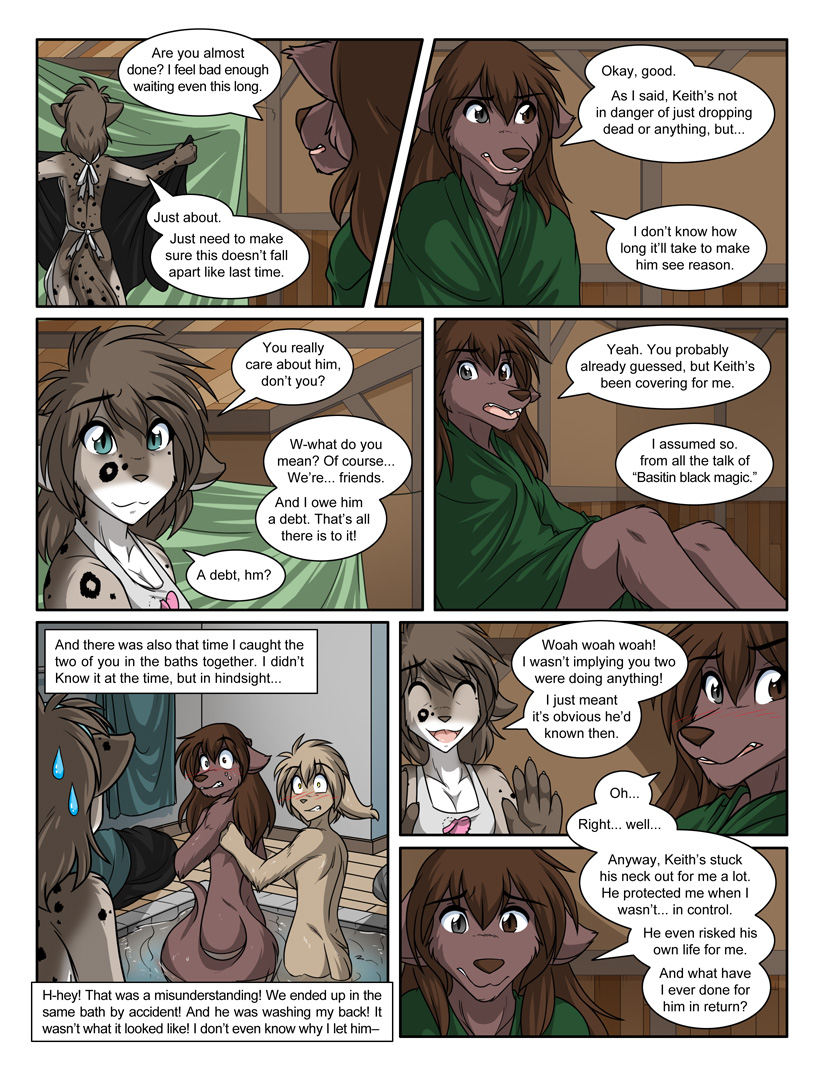 Are you almost
done? I feel bad enough
waiting even this long.
Just about.
Just need to make
sure this doesn't fall
apart like last time.
Okay, good.
As I said, Keith's not
in danger of just dropping
dead or anything, but...
I don't know how
long it'll take to make
him see reason.
You really
care about him,
don't you?
W-what do you
mean? Of course...
We're... friends.
And I owe him
a debt. That's all
there is to it!
A debt, hm?
Yeah. You probably
already guessed, but Keith's
been covering for me.
I assumed so.
from all the talk of
“Basitin black magic.”
And there was also that time I caught the
two of you in the baths together. I didn't
Know it at the time, but in hindsight...
H-hey! That was a misunderstanding! We ended up in the
same bath by accident! And he was washing my back! It
wasn't what it looked like! I don't even know why I let him–
Woah woah woah!
I wasn't implying you two
were doing anything!
I just meant
it's obvious he'd
known then.
Oh...
Right... well...
Anyway, Keith's stuck
his neck out for me a lot.
He protected me when I
wasn't... in control.
He even risked his
own life for me.
And what have
I ever done for
him in return?